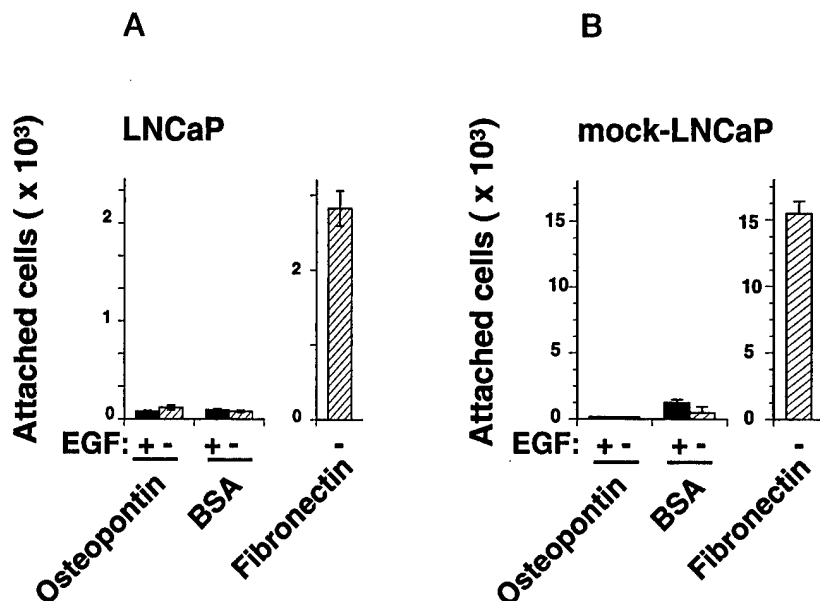 A
B
LNCaP
mock-LNCaP
Attached cells ( x 10³)
2
1
0
2
0
EGF: + - + - -
Osteopontin
BSA
Fibronectin
Attached cells ( x 10³)
15
10
5
0
15
10
5
0
EGF: + - + - -
Osteopontin
BSA
Fibronectin